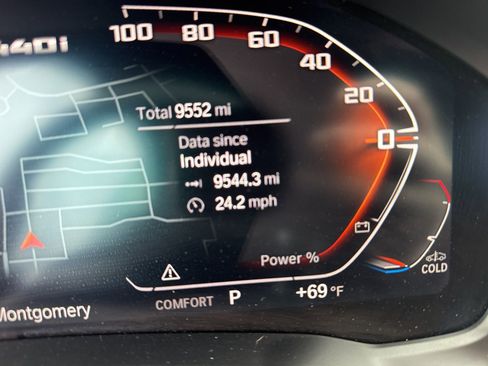 440i
100
80
60
40
20
0
Total 9552 mi
Data since
Individual
9544.3 mi
24.2 mph
Power %
COLD
Montgomery
COMFORT P +69 °F